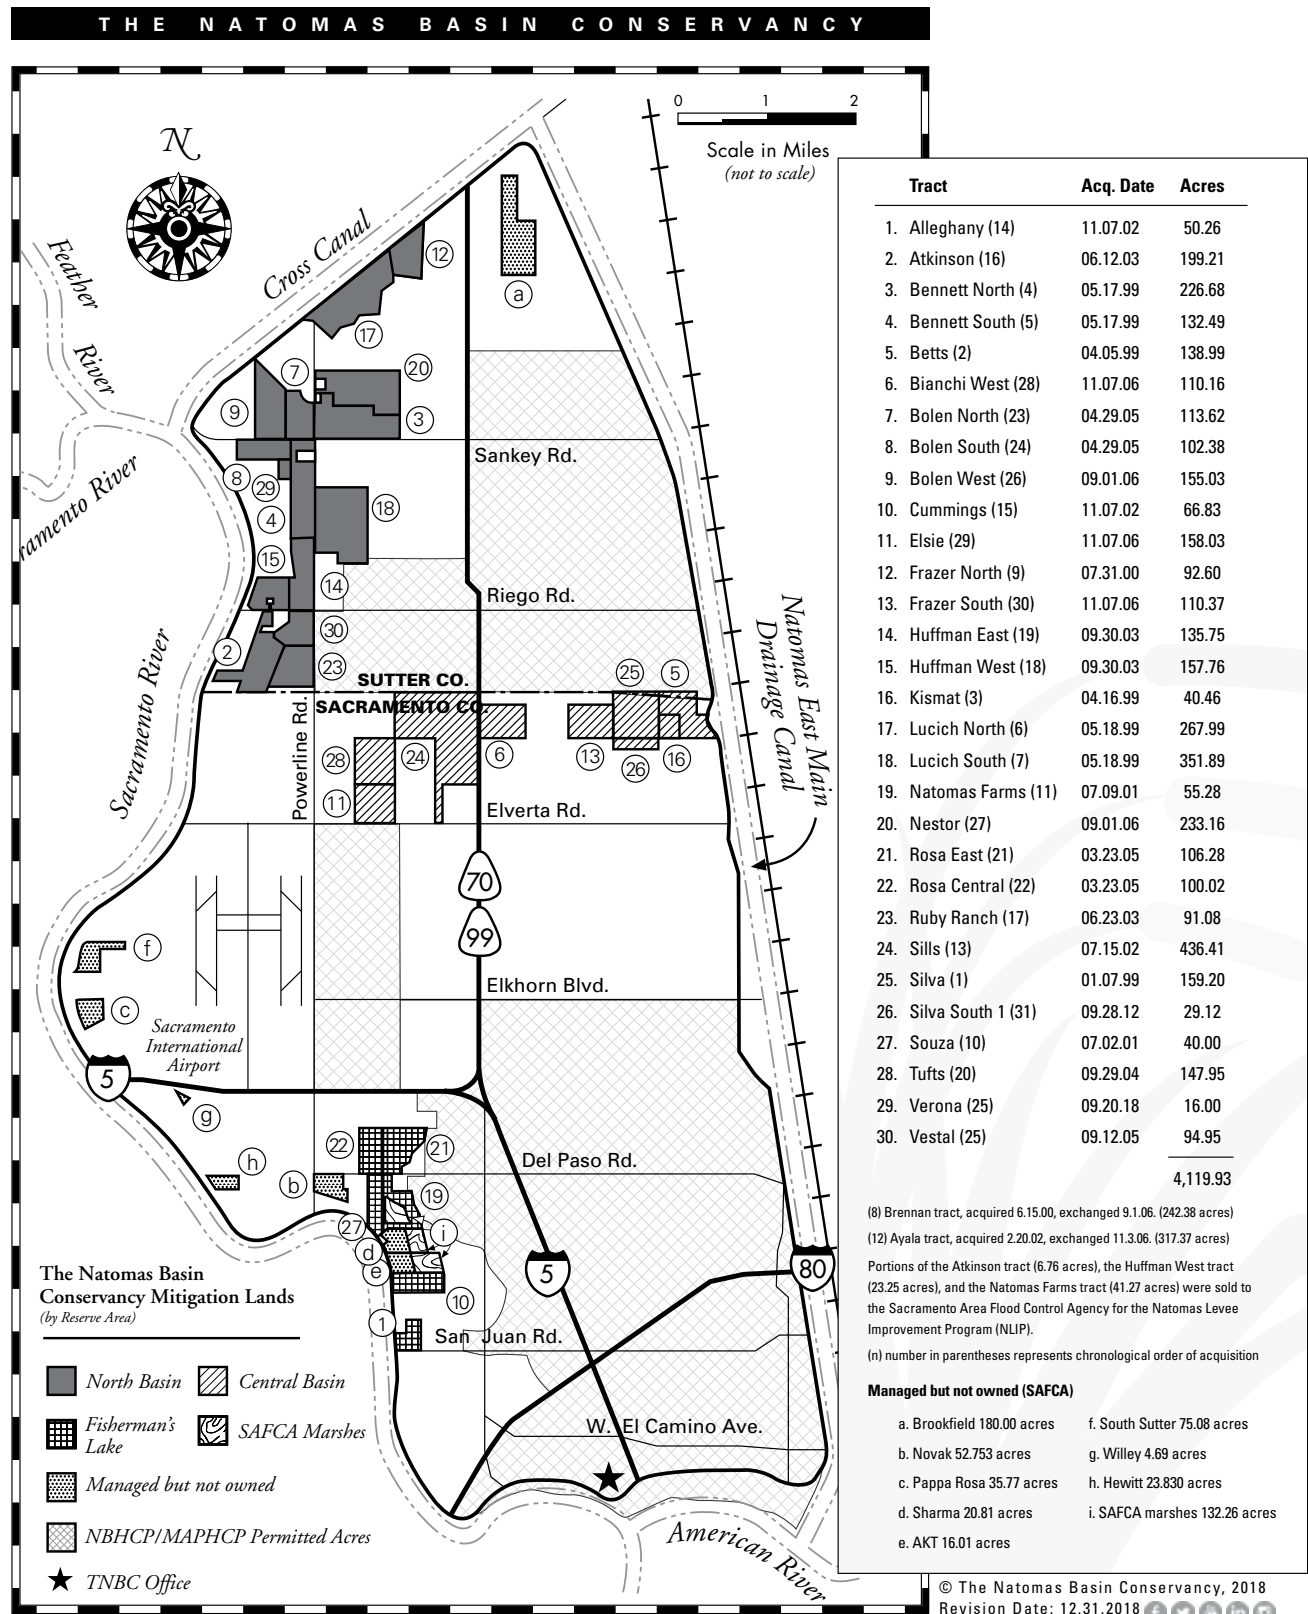 THE NATOMAS BASIN CONSERVANCY
0 1 2
Scale in Miles
(not to scale)
N
Feather
River
Cross Canal
12
a
17
7
20
9
3
Sankey Rd.
8
29
4
18
15
14
Riego Rd.
30
2
23
ramento River
Sacramento River
Sacramento River
SUTTER CO.
SACRAMENTO CO.
25
5
Natomas East Main
Drainage Canal
Powerline Rd.
28
24
6
13
26
16
11
Elverta Rd.
70
99
f
Elkhorn Blvd.
c
Sacramento
International
Airport
5
g
22
21
Del Paso Rd.
h
b
19
27
i
d
e
5
80
10
1
San Juan Rd.
W. El Camino Ave.
American River
The Natomas Basin
Conservancy Mitigation Lands
(by Reserve Area)
North Basin
Central Basin
Fisherman's
Lake
SAFCA Marshes
Managed but not owned
NBHCP/MAPHCP Permitted Acres
TNBC Office
Tract Acq. Date Acres
1. Alleghany (14) 11.07.02 50.26
2. Atkinson (16) 06.12.03 199.21
3. Bennett North (4) 05.17.99 226.68
4. Bennett South (5) 05.17.99 132.49
5. Betts (2) 04.05.99 138.99
6. Bianchi West (28) 11.07.06 110.16
7. Bolen North (23) 04.29.05 113.62
8. Bolen South (24) 04.29.05 102.38
9. Bolen West (26) 09.01.06 155.03
10. Cummings (15) 11.07.02 66.83
11. Elsie (29) 11.07.06 158.03
12. Frazer North (9) 07.31.00 92.60
13. Frazer South (30) 11.07.06 110.37
14. Huffman East (19) 09.30.03 135.75
15. Huffman West (18) 09.30.03 157.76
16. Kismat (3) 04.16.99 40.46
17. Lucich North (6) 05.18.99 267.99
18. Lucich South (7) 05.18.99 351.89
19. Natomas Farms (11) 07.09.01 55.28
20. Nestor (27) 09.01.06 233.16
21. Rosa East (21) 03.23.05 106.28
22. Rosa Central (22) 03.23.05 100.02
23. Ruby Ranch (17) 06.23.03 91.08
24. Sills (13) 07.15.02 436.41
25. Silva (1) 01.07.99 159.20
26. Silva South 1 (31) 09.28.12 29.12
27. Souza (10) 07.02.01 40.00
28. Tufts (20) 09.29.04 147.95
29. Verona (25) 09.20.18 16.00
30. Vestal (25) 09.12.05 94.95
4,119.93
(8) Brennan tract, acquired 6.15.00, exchanged 9.1.06. (242.38 acres)
(12) Ayala tract, acquired 2.20.02, exchanged 11.3.06. (317.37 acres)
Portions of the Atkinson tract (6.76 acres), the Huffman West tract
(23.25 acres), and the Natomas Farms tract (41.27 acres) were sold to
the Sacramento Area Flood Control Agency for the Natomas Levee
Improvement Program (NLIP).
(n) number in parentheses represents chronological order of acquisition
Managed but not owned (SAFCA)
a. Brookfield 180.00 acres f. South Sutter 75.08 acres
b. Novak 52.753 acres g. Willey 4.69 acres
c. Pappa Rosa 35.77 acres h. Hewitt 23.830 acres
d. Sharma 20.81 acres i. SAFCA marshes 132.26 acres
e. AKT 16.01 acres
© The Natomas Basin Conservancy, 2018
Revision Date: 12.31.2018